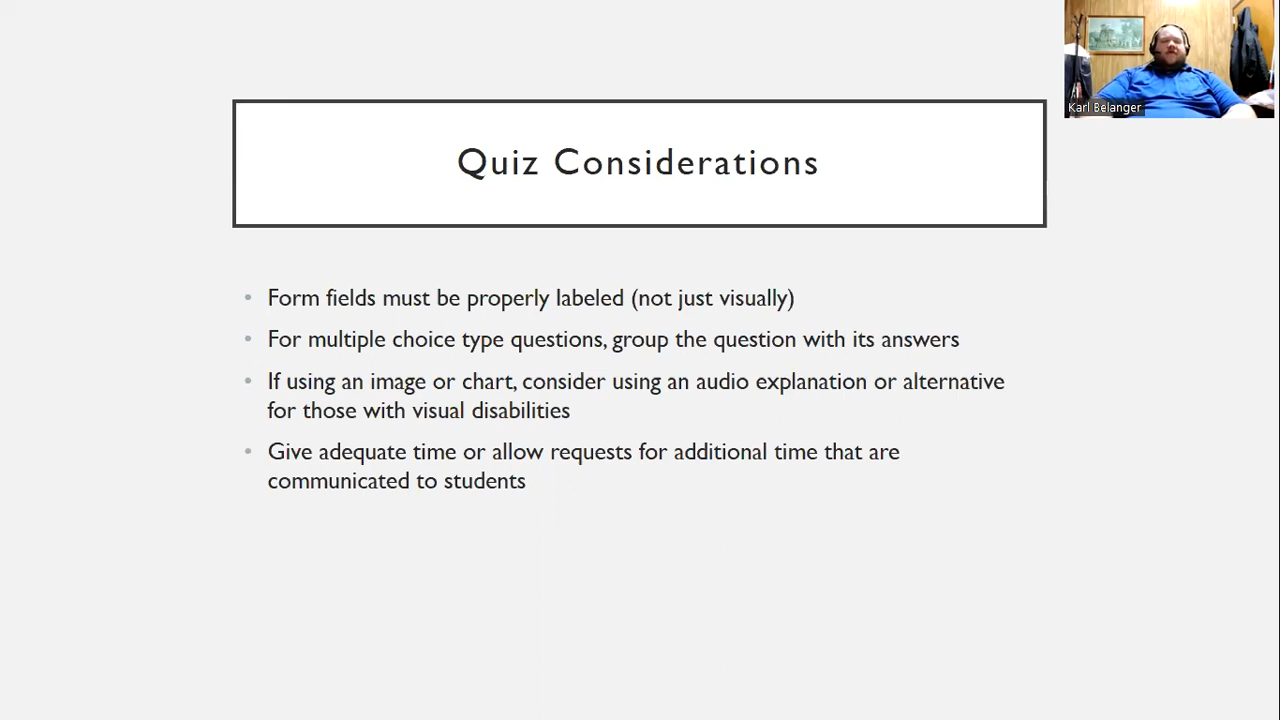 Karl Belanger
Quiz Considerations
• Form fields must be properly labeled (not just visually)
• For multiple choice type questions, group the question with its answers
• If using an image or chart, consider using an audio explanation or alternative
for those with visual disabilities
• Give adequate time or allow requests for additional time that are
communicated to students